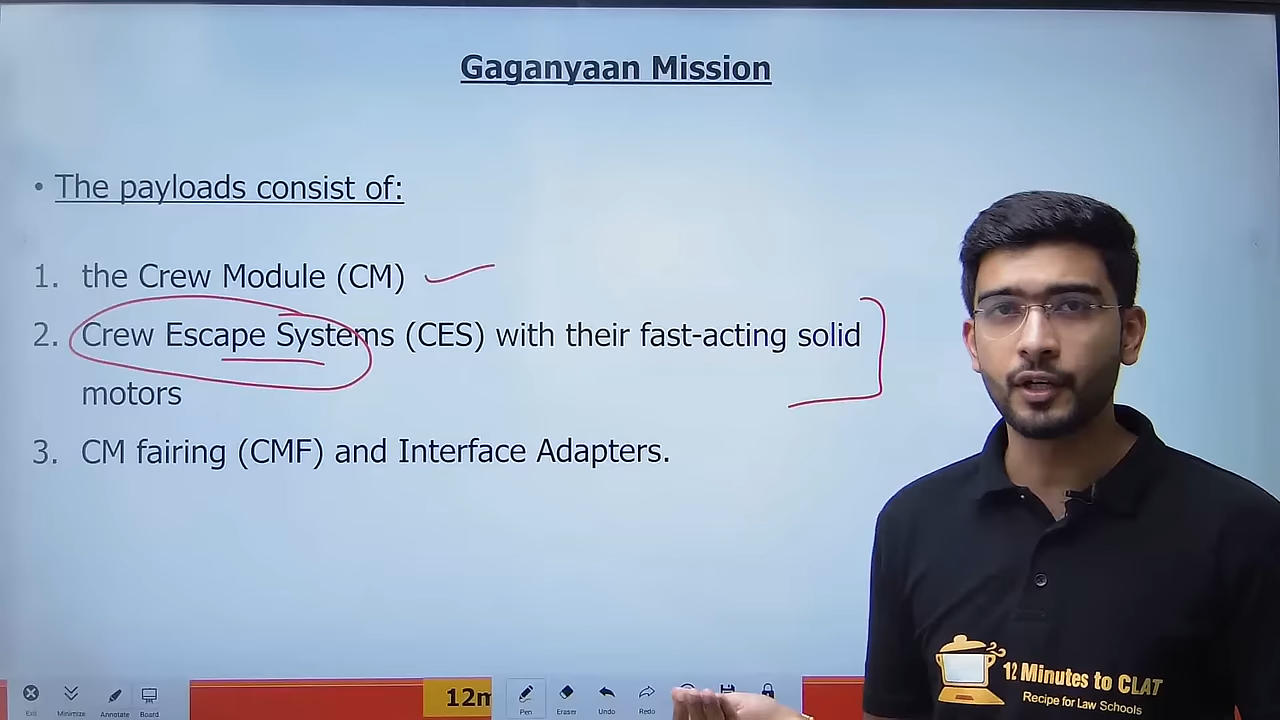 Gaganyaan Mission
• The payloads consist of:
1. the Crew Module (CM)
2. Crew Escape Systems (CES) with their fast-acting solid
motors
3. CM fairing (CMF) and Interface Adapters.
12 Minutes to CLAT
Recipe for Law Schools
Exit Minimize Annotate Board
12m
Pen Eraser Undo Redo